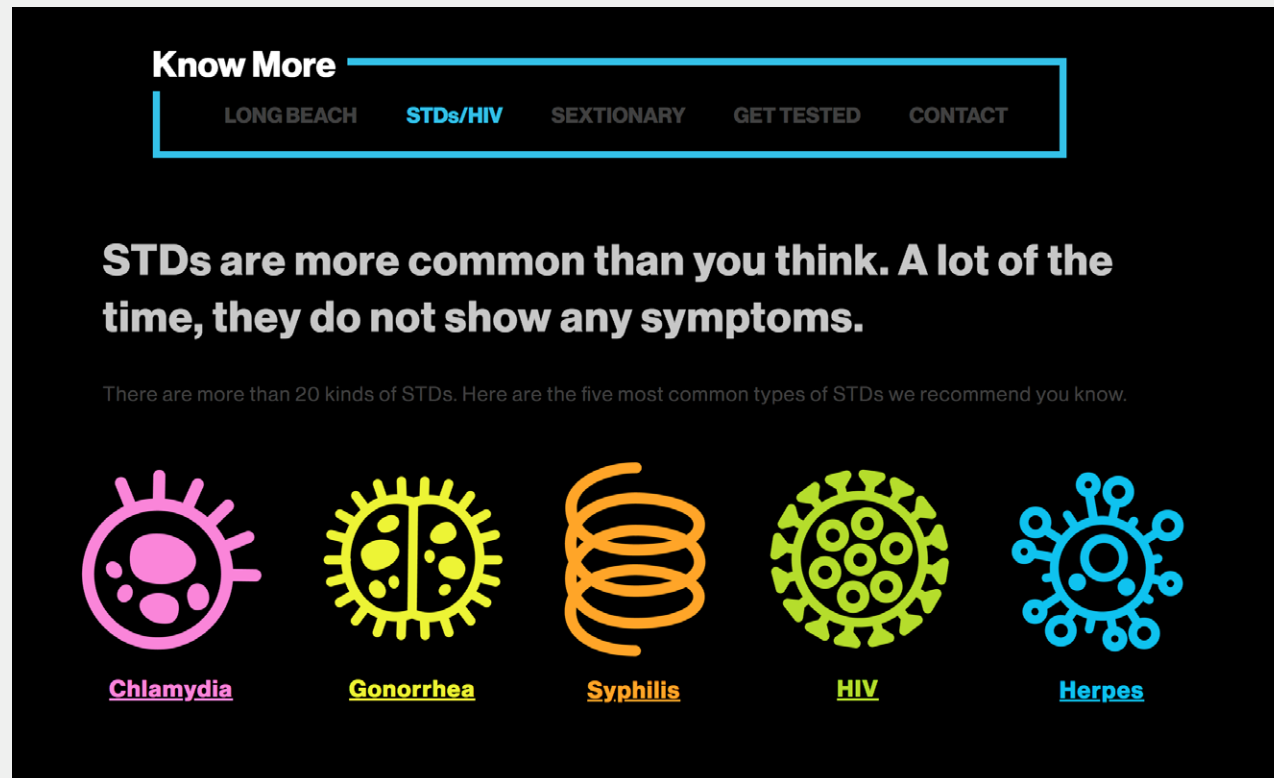 Know More
LONG BEACH STDs/HIV SEXTIONARY GET TESTED CONTACT
STDs are more common than you think. A lot of the
time, they do not show any symptoms.
There are more than 20 kinds of STDs. Here are the five most common types of STDs we recommend you know.
Chlamydia Gonorrhea Syphilis HIV Herpes